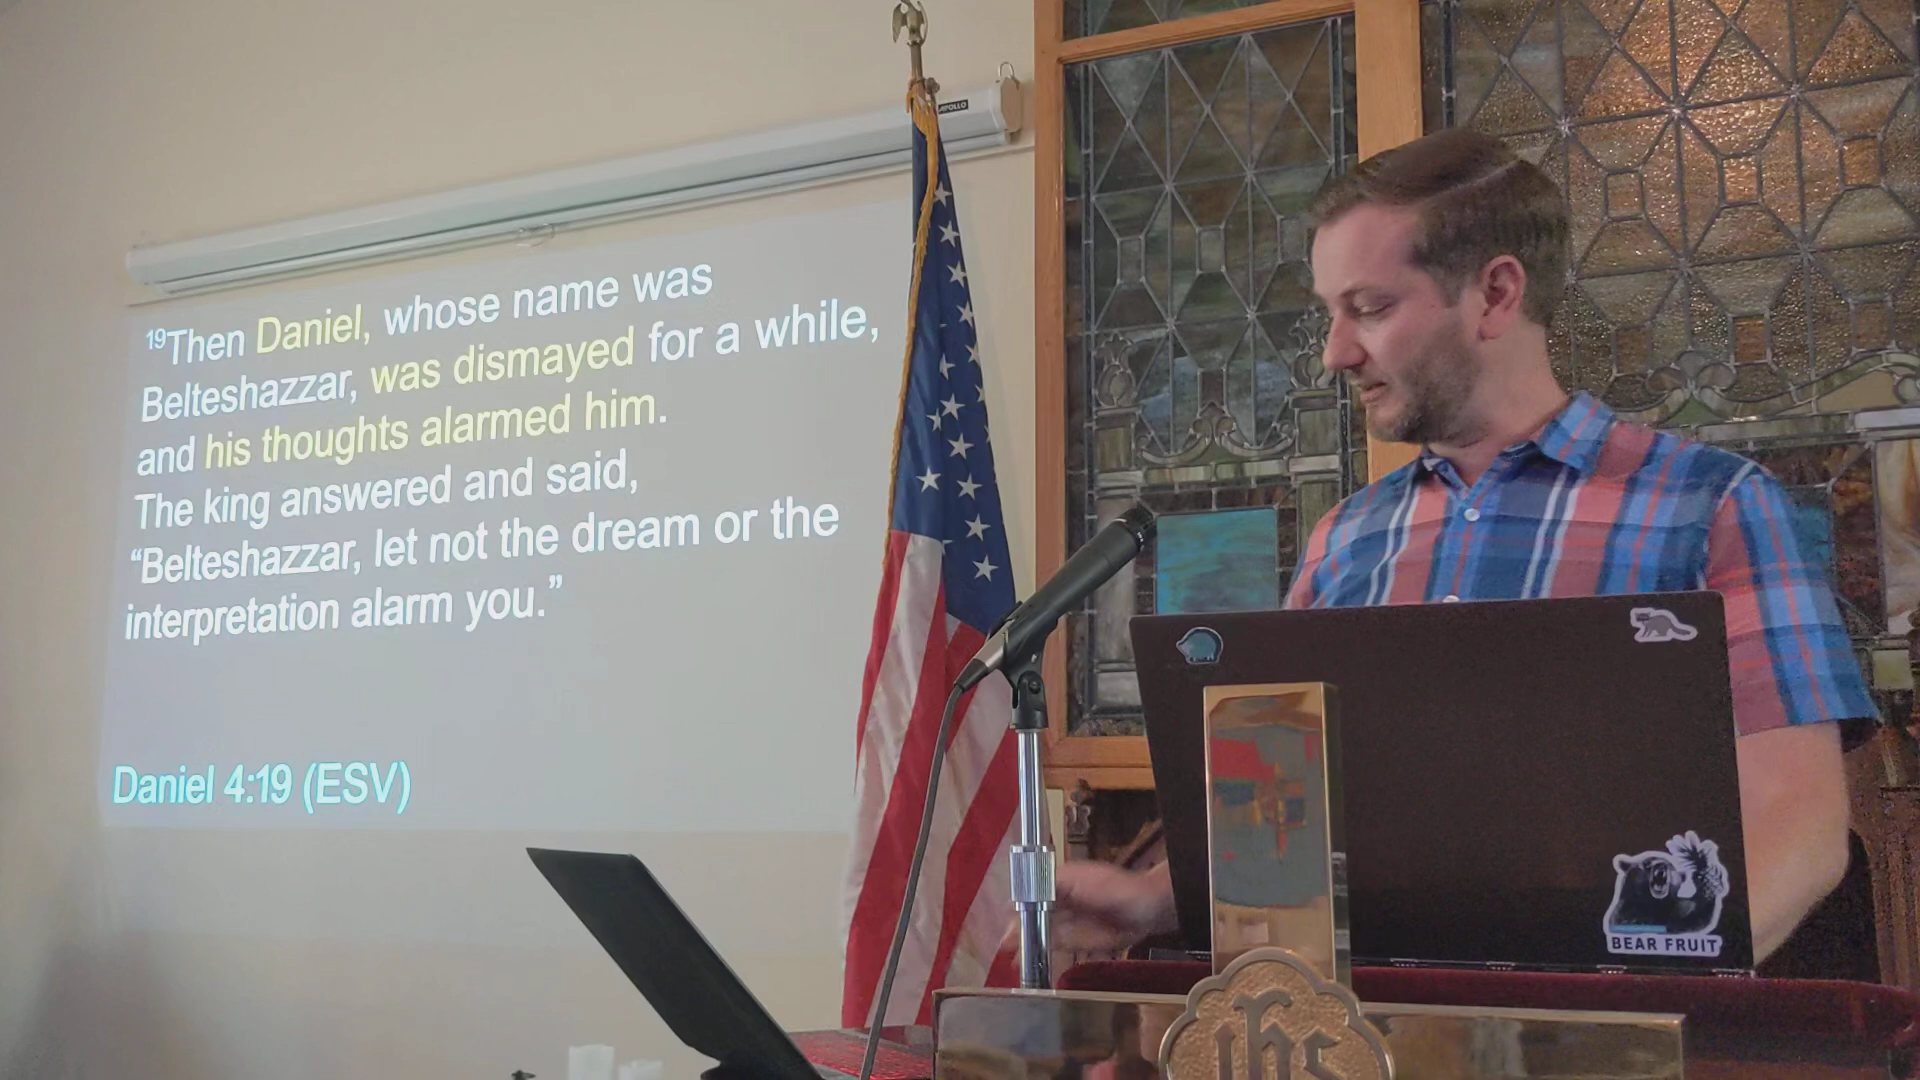 ¹⁹Then Daniel, whose name was
Belteshazzar, was dismayed for a while,
and his thoughts alarmed him.
The king answered and said,
“Belteshazzar, let not the dream or the
interpretation alarm you.”
Daniel 4:19 (ESV)
APOLLO
BEAR FRUIT
ihs